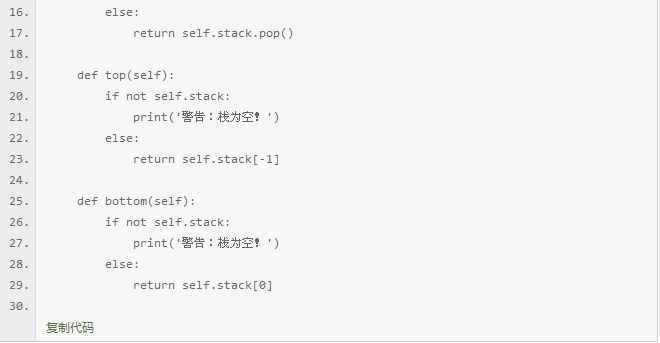 16.         else:
17.             return self.stack.pop()
18.
19.     def top(self):
20.         if not self.stack:
21.             print('警告：栈为空！')
22.         else:
23.             return self.stack[-1]
24.
25.     def bottom(self):
26.         if not self.stack:
27.             print('警告：栈为空！')
28.         else:
29.             return self.stack[0]
30.
复制代码